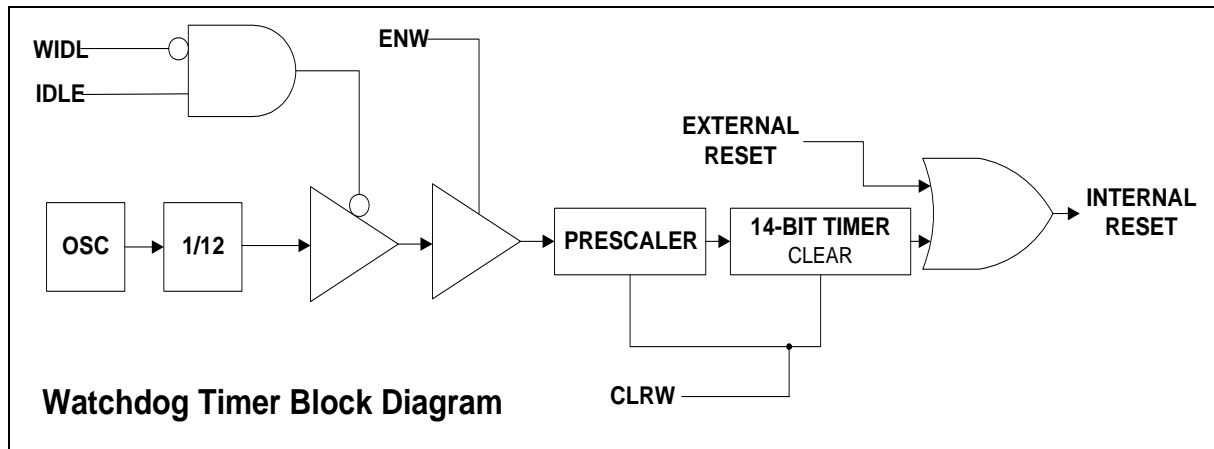 WIDL
IDLE
ENW
EXTERNAL
RESET
INTERNAL
RESET
OSC
1/12
PRESCALER
14-BIT TIMER
CLEAR
CLRW
Watchdog Timer Block Diagram